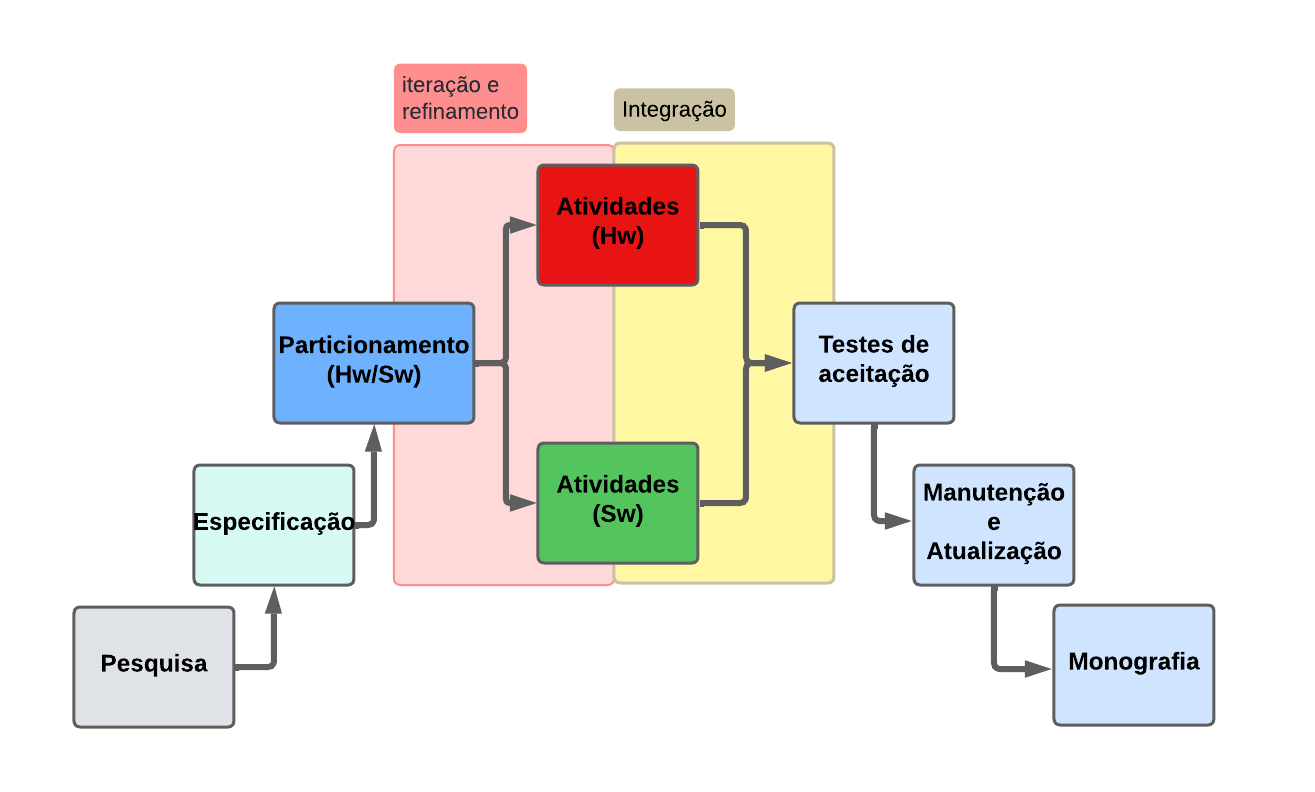 iteração e
refinamento
Integração
Atividades
(Hw)
Particionamento
(Hw/Sw)
Testes de
aceitação
Atividades
(Sw)
Especificação
Manutenção
e
Atualização
Pesquisa
Monografia